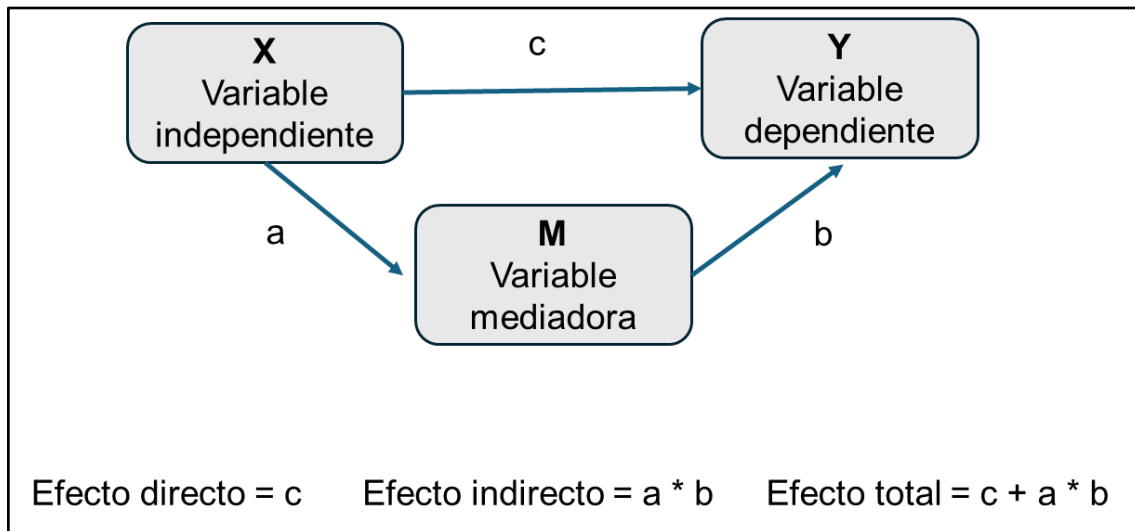 X
Variable
independiente
c
Y
Variable
dependiente
a
M
Variable
mediadora
b
Efecto directo = c
Efecto indirecto = a * b
Efecto total = c + a * b